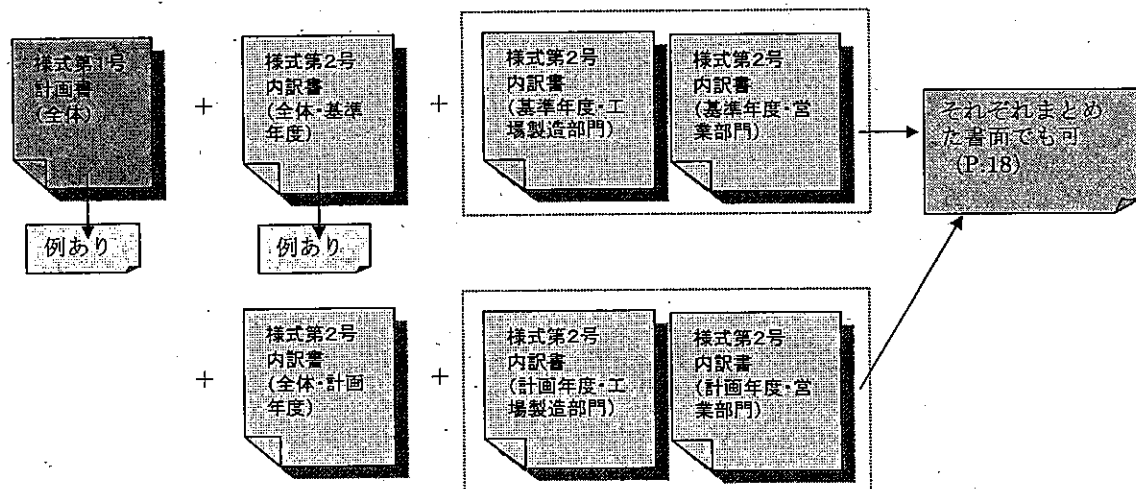 様式第1号
計画書
(全体)
+
様式第2号
内訳書
(全体・基準
年度)
+
様式第2号
内訳書
(基準年度・工
場製造部門)
様式第2号
内訳書
(基準年度・営
業部門)
それぞれまとめ
た書面でも可
(P.18)
例あり
例あり
+
様式第2号
内訳書
(全体・計画
年度)
+
様式第2号
内訳書
(計画年度・工
場製造部門)
様式第2号
内訳書
(計画年度・営
業部門)